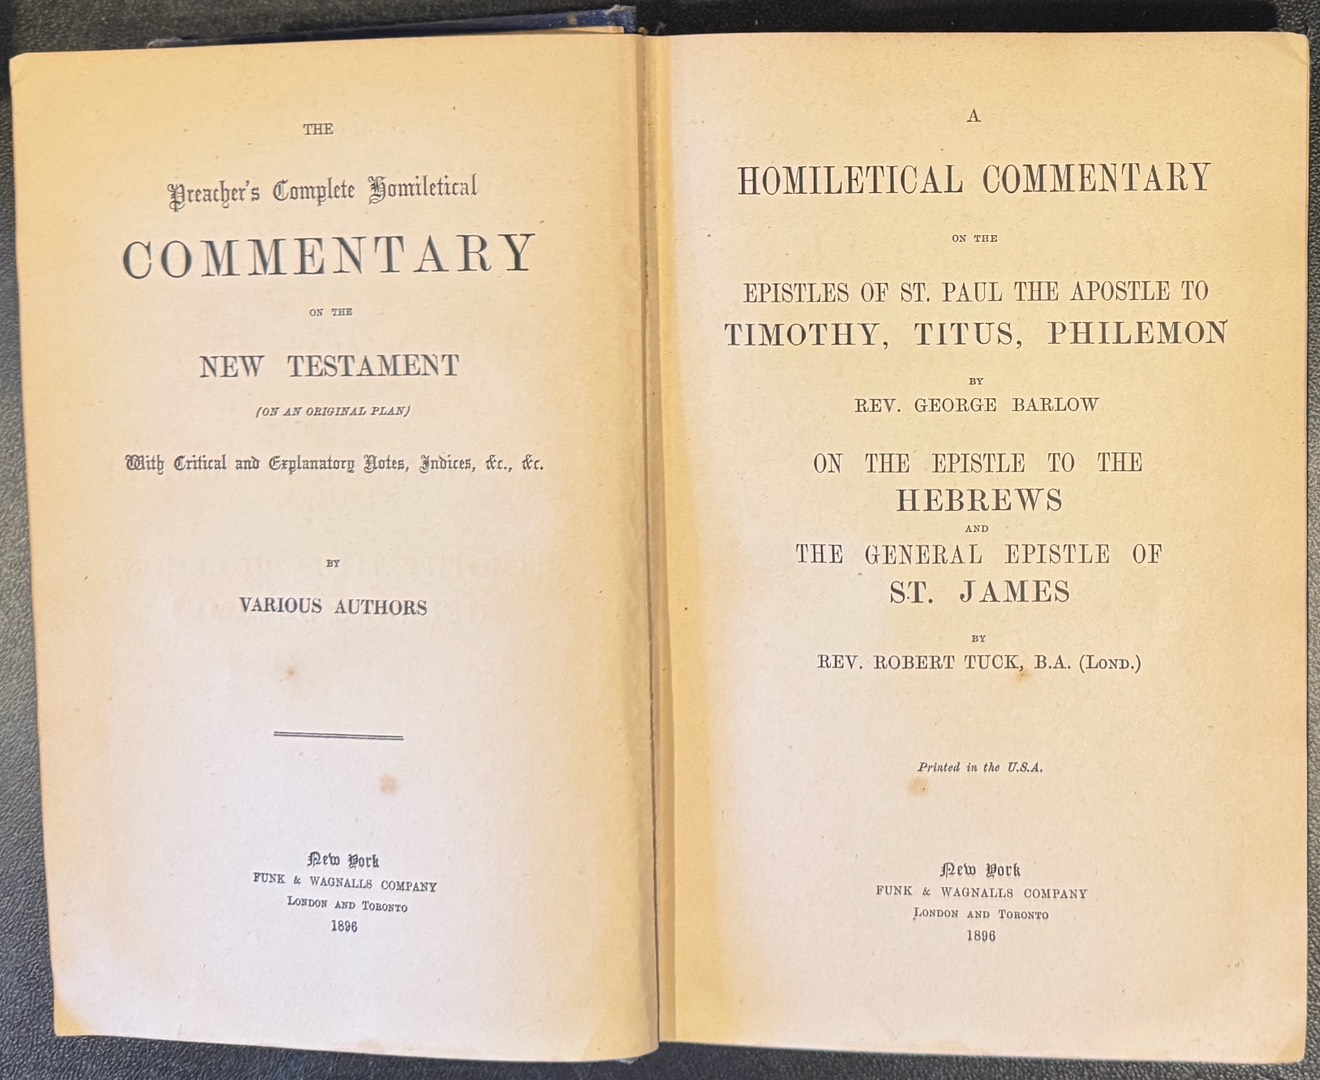 THE
Preacher's Complete Homiletical
COMMENTARY
ON THE
NEW TESTAMENT
(ON AN ORIGINAL PLAN)
With Critical and Explanatory Notes, Indices, &c., &c.
BY
VARIOUS AUTHORS
New York
FUNK & WAGNALLS COMPANY
LONDON AND TORONTO
1896
A
HOMILETICAL COMMENTARY
ON THE
EPISTLES OF ST. PAUL THE APOSTLE TO
TIMOTHY, TITUS, PHILEMON
BY
REV. GEORGE BARLOW
ON THE EPISTLE TO THE
HEBREWS
AND
THE GENERAL EPISTLE OF
ST. JAMES
BY
REV. ROBERT TUCK, B.A. (LOND.)
Printed in the U.S.A.
New York
FUNK & WAGNALLS COMPANY
LONDON AND TORONTO
1896